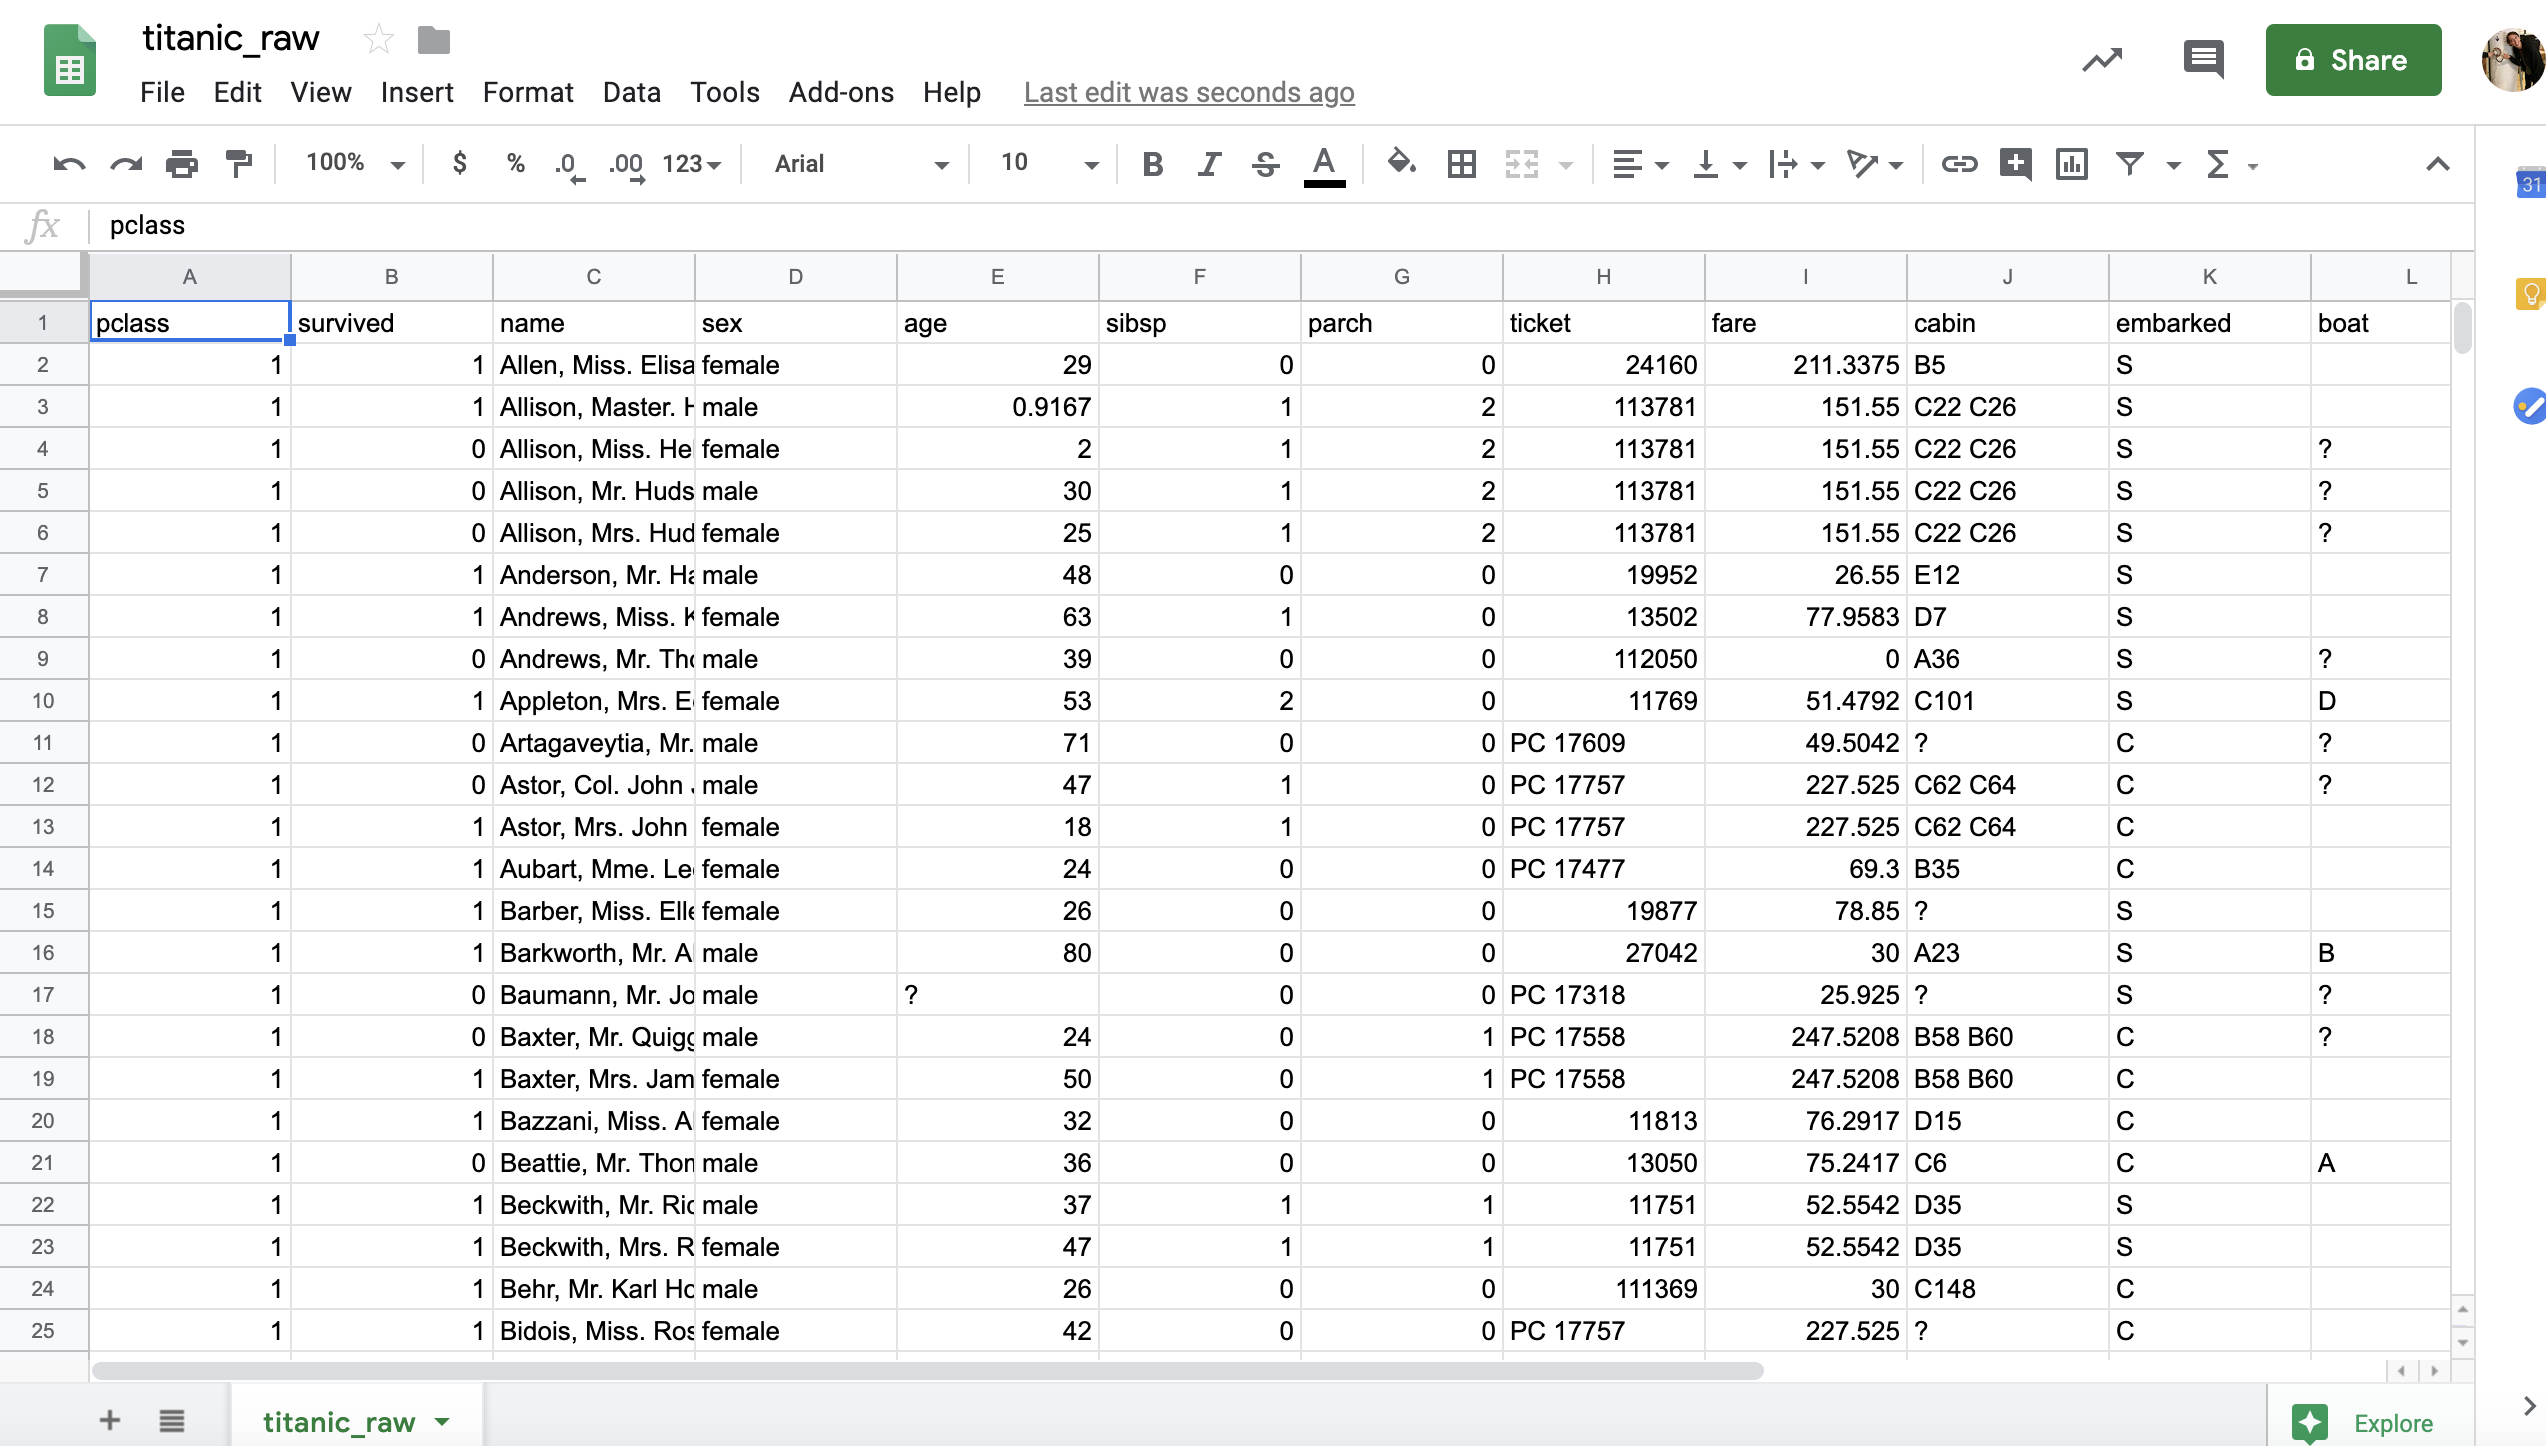 titanic_raw
File Edit View Insert Format Data Tools Add-ons Help Last edit was seconds ago
Share
100% $ % .0 .00 123 Arial 10 B I S A Σ
31
fx pclass
A B C D E F G H I J K L
1 pclass survived name sex age sibsp parch ticket fare cabin embarked boat
2 1 1 Allen, Miss. Elisa female 29 0 0 24160 211.3375 B5 S
3 1 1 Allison, Master. H male 0.9167 1 2 113781 151.55 C22 C26 S
4 1 0 Allison, Miss. Hel female 2 1 2 113781 151.55 C22 C26 S ?
5 1 0 Allison, Mr. Huds male 30 1 2 113781 151.55 C22 C26 S ?
6 1 0 Allison, Mrs. Hud female 25 1 2 113781 151.55 C22 C26 S ?
7 1 1 Anderson, Mr. Ha male 48 0 0 19952 26.55 E12 S
8 1 1 Andrews, Miss. K female 63 1 0 13502 77.9583 D7 S
9 1 0 Andrews, Mr. Tho male 39 0 0 112050 0 A36 S ?
10 1 1 Appleton, Mrs. E female 53 2 0 11769 51.4792 C101 S D
11 1 0 Artagaveytia, Mr. male 71 0 0 PC 17609 49.5042 ? C ?
12 1 0 Astor, Col. John male 47 1 0 PC 17757 227.525 C62 C64 C ?
13 1 1 Astor, Mrs. John female 18 1 0 PC 17757 227.525 C62 C64 C
14 1 1 Aubart, Mme. Le female 24 0 0 PC 17477 69.3 B35 C
15 1 1 Barber, Miss. Elle female 26 0 0 19877 78.85 ? S
16 1 1 Barkworth, Mr. A male 80 0 0 27042 30 A23 S B
17 1 0 Baumann, Mr. Jo male ? 0 0 PC 17318 25.925 ? S ?
18 1 0 Baxter, Mr. Quigg male 24 0 1 PC 17558 247.5208 B58 B60 C ?
19 1 1 Baxter, Mrs. Jam female 50 0 1 PC 17558 247.5208 B58 B60 C
20 1 1 Bazzani, Miss. A female 32 0 0 11813 76.2917 D15 C
21 1 0 Beattie, Mr. Thom male 36 0 0 13050 75.2417 C6 C A
22 1 1 Beckwith, Mr. Ric male 37 1 1 11751 52.5542 D35 S
23 1 1 Beckwith, Mrs. R female 47 1 1 11751 52.5542 D35 S
24 1 1 Behr, Mr. Karl Ho male 26 0 0 111369 30 C148 C
25 1 1 Bidois, Miss. Ros female 42 0 0 PC 17757 227.525 ? C
titanic_raw Explore